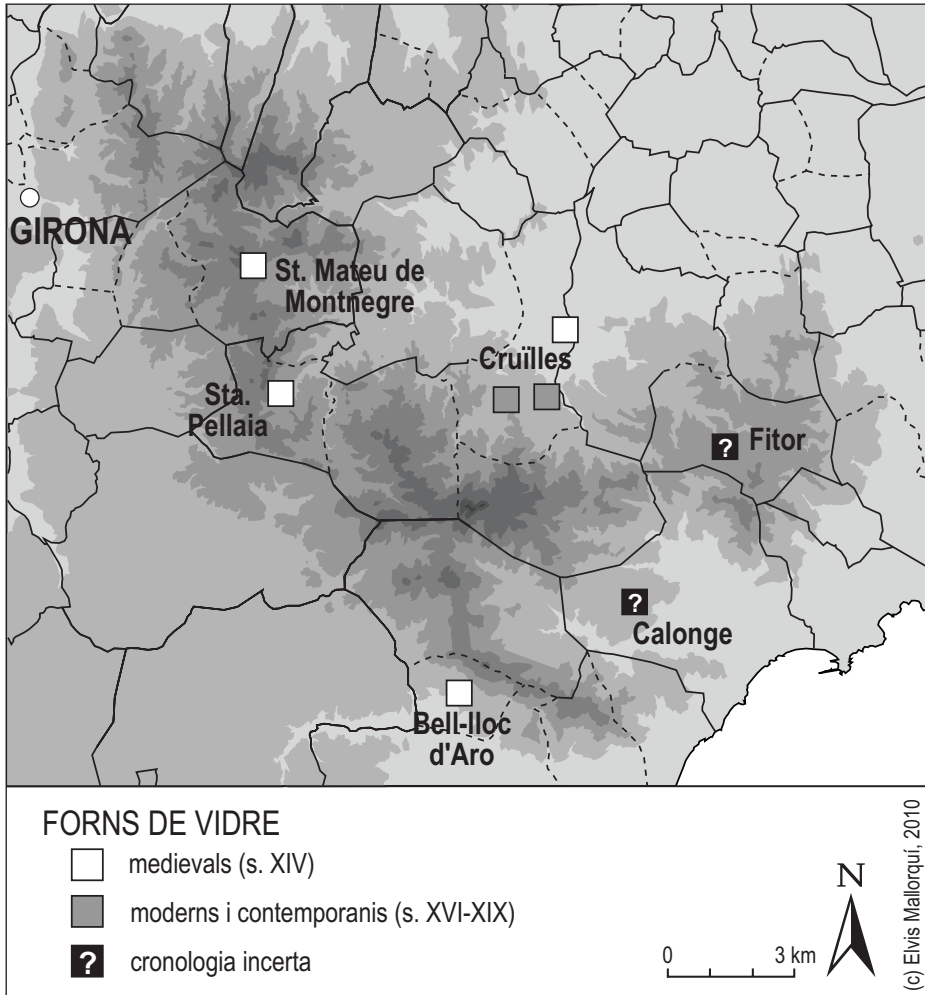 GIRONA
St. Mateu de
Montnegre
Cruïlles
Sta.
Pellaia
? Fitor
?
Calonge
Bell-lloc
d'Aro
FORNS DE VIDRE
medievals (s. XIV)
moderns i contemporanis (s. XVI-XIX)
? cronologia incerta
N
0 3 km
(c) Elvis Mallorquí, 2010